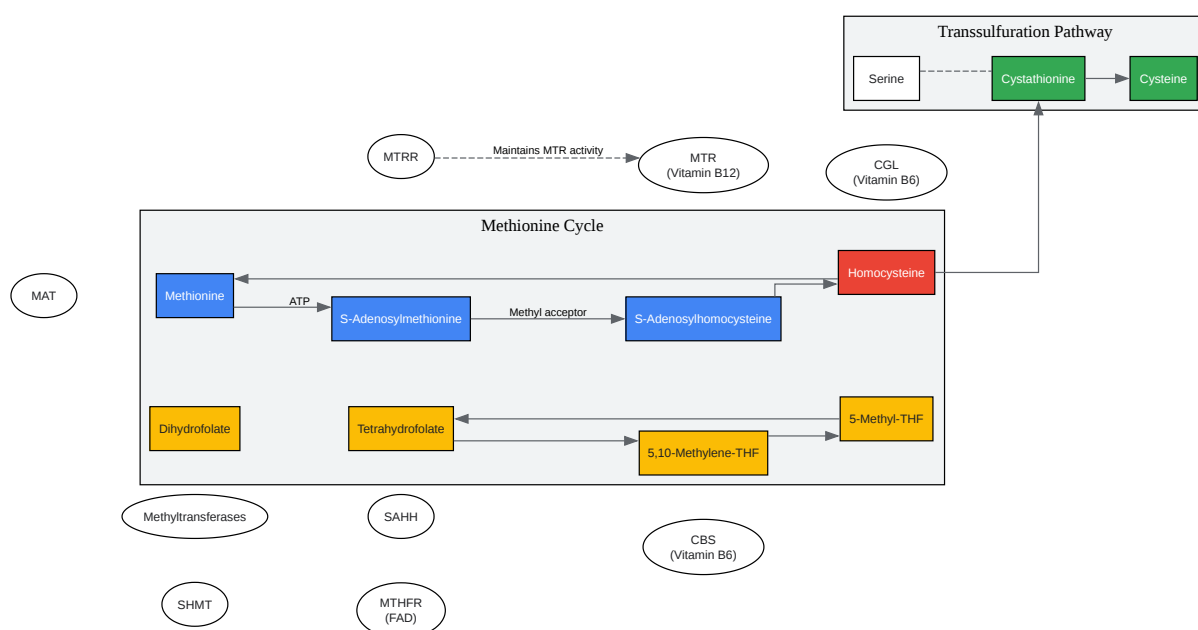 Transsulfuration Pathway
Serine
Cystathionine
Cysteine
MTRR
Maintains MTR activity
MTR
(Vitamin B12)
CGL
(Vitamin B6)
Methionine Cycle
Homocysteine
MAT
Methionine
ATP
S-Adenosylmethionine
Methyl acceptor
S-Adenosylhomocysteine
Dihydrofolate
Tetrahydrofolate
5-Methyl-THF
5,10-Methylene-THF
Methyltransferases
SAHH
CBS
(Vitamin B6)
SHMT
MTHFR
(FAD)